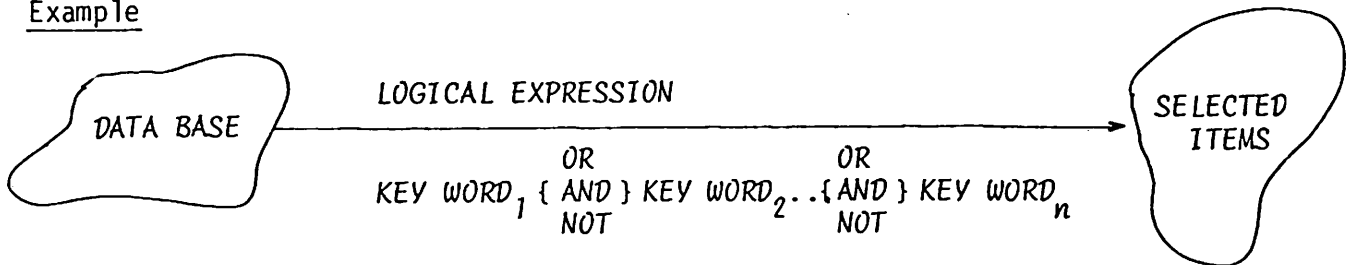 Example
DATA BASE
LOGICAL EXPRESSION
SELECTED
ITEMS
OR OR
KEY WORD1 { AND } KEY WORD2..{ AND } KEY WORDn
NOT NOT